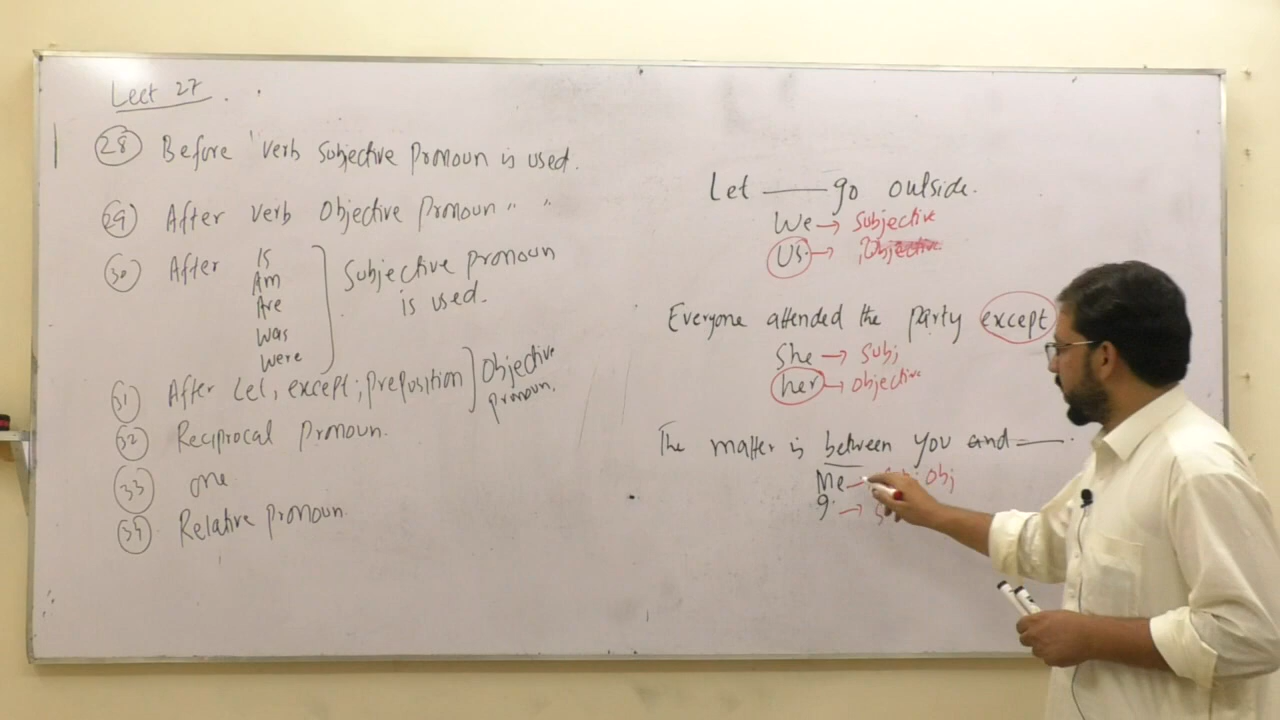 Lect 27
28 Before verb subjective pronoun is used.
29 After verb objective pronoun " "
30 After Is Subjective pronoun
Am
Are is used.
Was
Were
31 After Let, except, preposition Objective
pronoun.
32 Reciprocal Pronoun.
33 one
34 Relative pronoun.
Let ____ go outside.
We → Subjective
Us → Objective
Everyone attended the party except
She → Subj
her → objective
The matter is between you and ____.
Me → obj
I →